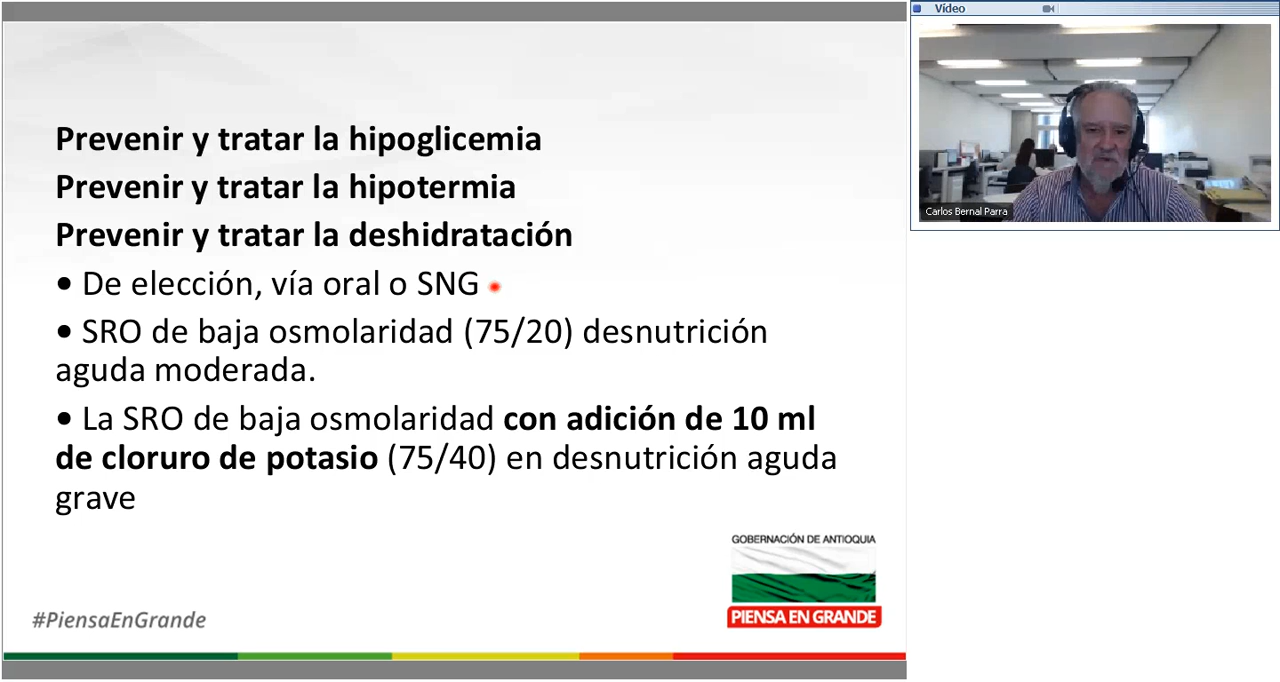 Prevenir y tratar la hipoglicemia
Prevenir y tratar la hipotermia
Prevenir y tratar la deshidratación
• De elección, vía oral o SNG
• SRO de baja osmolaridad (75/20) desnutrición
aguda moderada.
• La SRO de baja osmolaridad con adición de 10 ml
de cloruro de potasio (75/40) en desnutrición aguda
grave
GOBERNACIÓN DE ANTIOQUIA
PIENSA EN GRANDE
#PiensaEnGrande
Vídeo
Carlos Bernal Parra